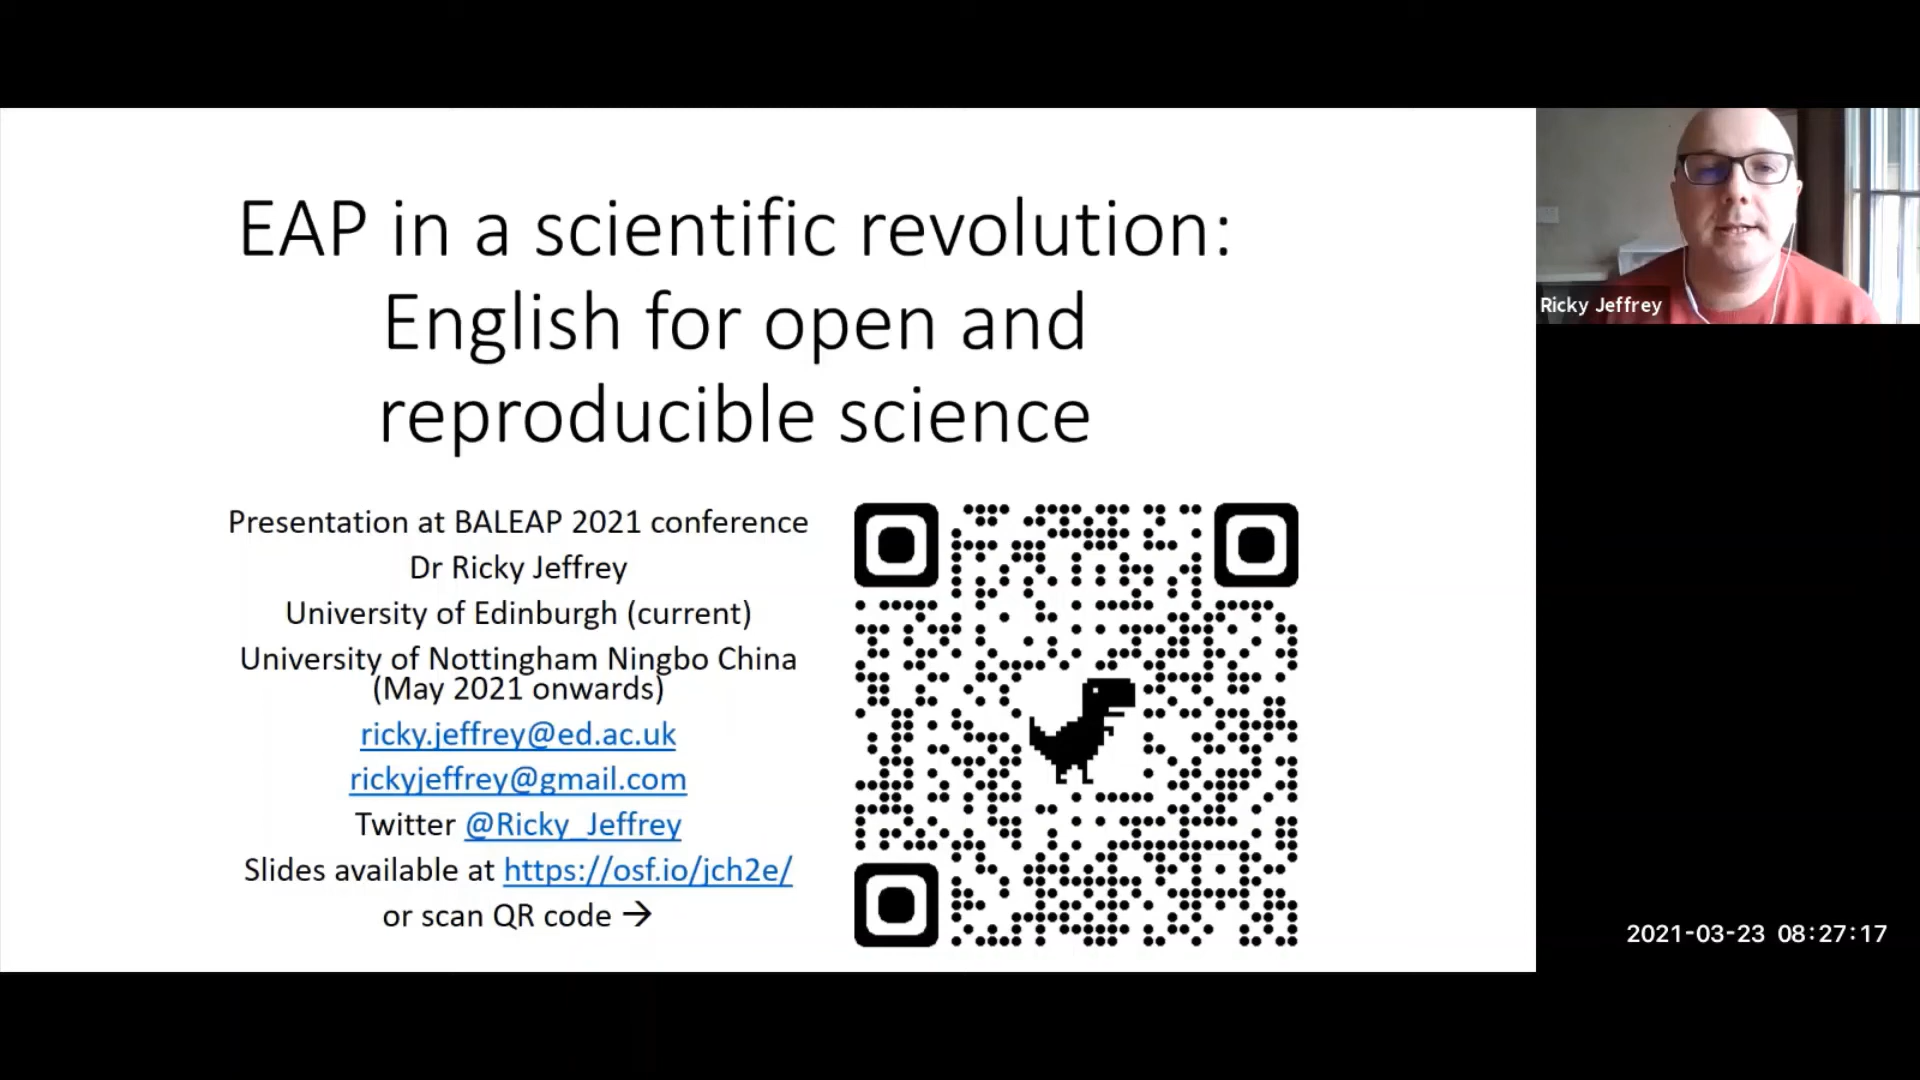 EAP in a scientific revolution:
English for open and
reproducible science
Presentation at BALEAP 2021 conference
Dr Ricky Jeffrey
University of Edinburgh (current)
University of Nottingham Ningbo China
(May 2021 onwards)
ricky.jeffrey@ed.ac.uk
rickyjeffrey@gmail.com
Twitter @Ricky_Jeffrey
Slides available at https://osf.io/jch2e/
or scan QR code →
Ricky Jeffrey
2021-03-23 08:27:17